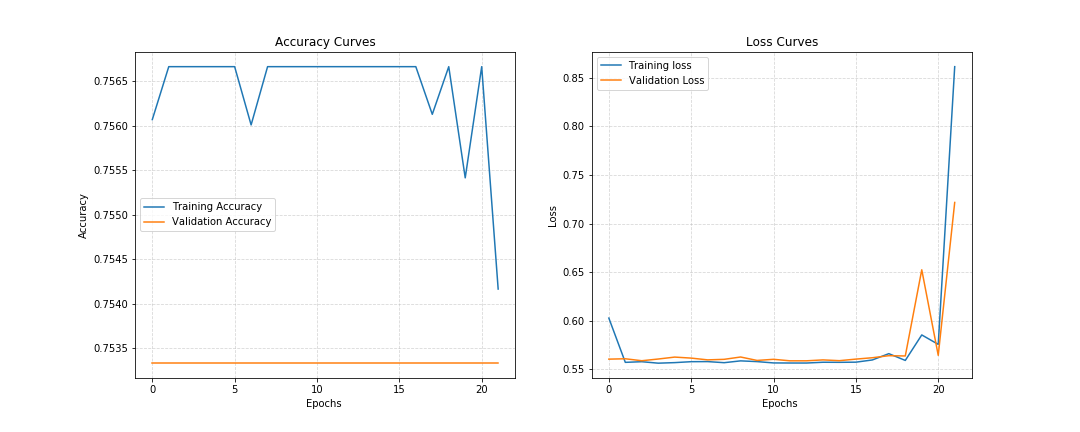 Accuracy Curves
0.7565
0.7560
0.7555
0.7550
0.7545
0.7540
0.7535
Accuracy
Training Accuracy
Validation Accuracy
0 5 10 15 20
Epochs
Loss Curves
Training loss
Validation Loss
0.85
0.80
0.75
0.70
0.65
0.60
0.55
Loss
0 5 10 15 20
Epochs